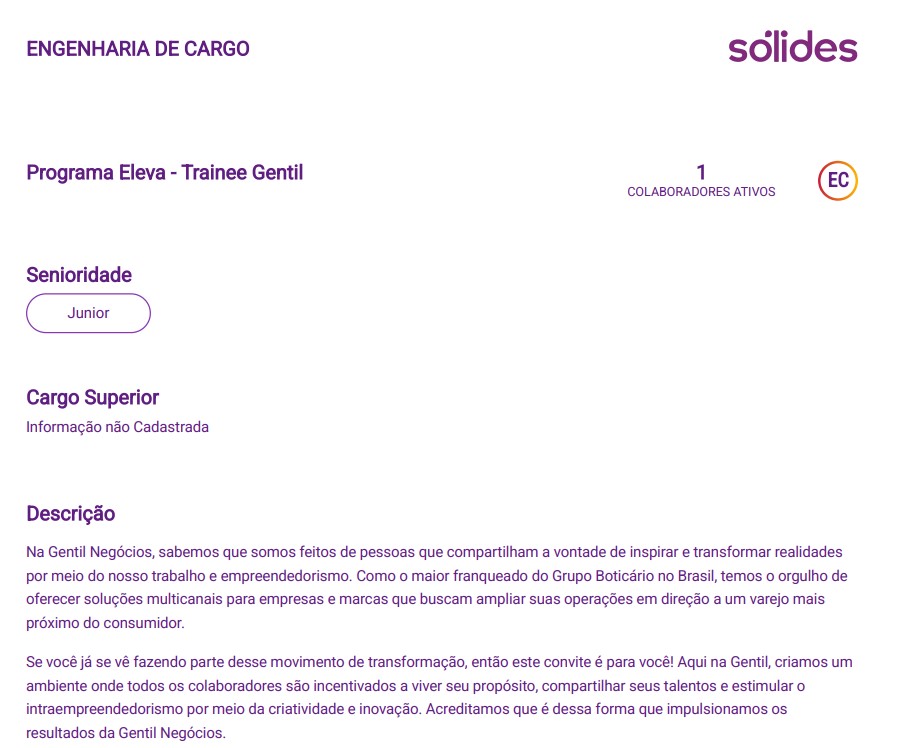 ENGENHARIA DE CARGO
sólides
Programa Eleva - Trainee Gentil
1
COLABORADORES ATIVOS
EC
Senioridade
Junior
Cargo Superior
Informação não Cadastrada
Descrição
Na Gentil Negócios, sabemos que somos feitos de pessoas que compartilham a vontade de inspirar e transformar realidades
por meio do nosso trabalho e empreendedorismo. Como o maior franqueado do Grupo Boticário no Brasil, temos o orgulho de
oferecer soluções multicanais para empresas e marcas que buscam ampliar suas operações em direção a um varejo mais
próximo do consumidor.
Se você já se vê fazendo parte desse movimento de transformação, então este convite é para você! Aqui na Gentil, criamos um
ambiente onde todos os colaboradores são incentivados a viver seu propósito, compartilhar seus talentos e estimular o
intraempreendedorismo por meio da criatividade e inovação. Acreditamos que é dessa forma que impulsionamos os
resultados da Gentil Negócios.